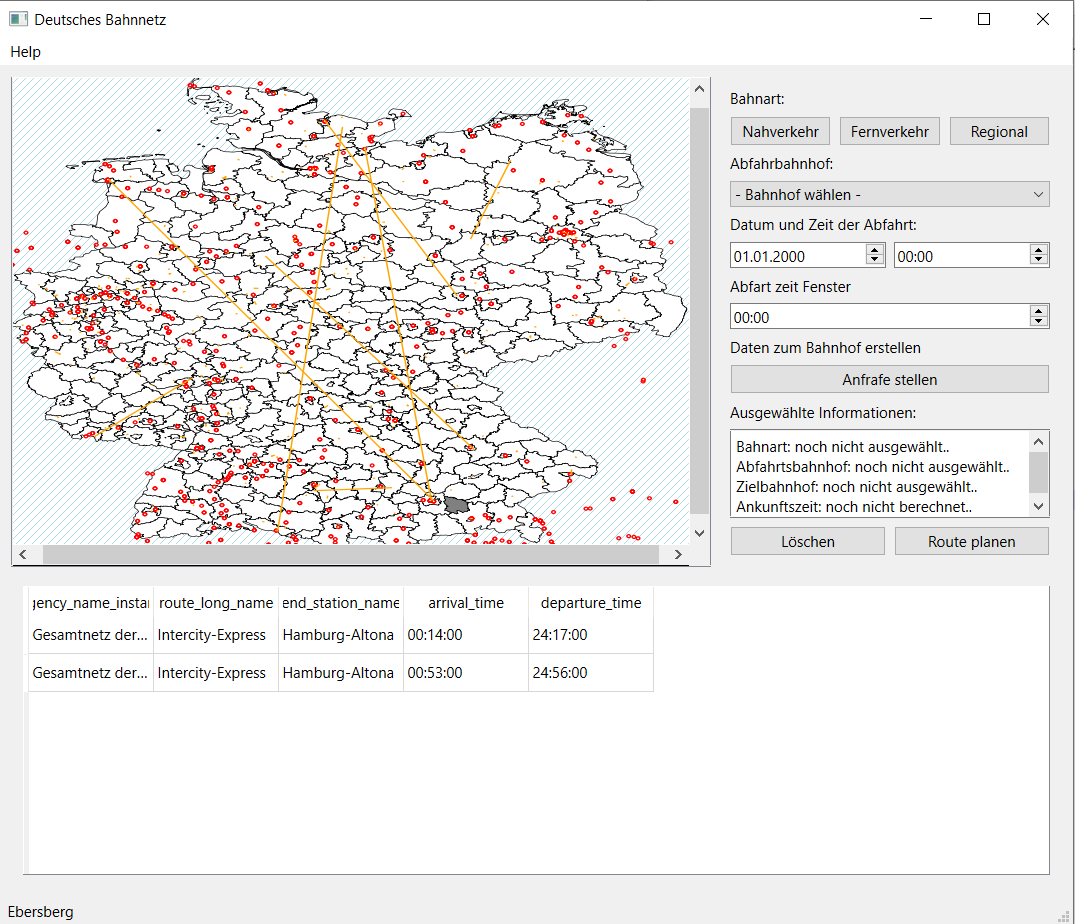 Deutsches Bahnnetz
Help
Bahnart:
Nahverkehr Fernverkehr Regional
Abfahrbahnhof:
- Bahnhof wählen -
Datum und Zeit der Abfahrt:
01.01.2000 00:00
Abfart zeit Fenster
00:00
Daten zum Bahnhof erstellen
Anfrafe stellen
Ausgewählte Informationen:
Bahnart: noch nicht ausgewählt..
Abfahrtsbahnhof: noch nicht ausgewählt..
Zielbahnhof: noch nicht ausgewählt..
Ankunftszeit: noch nicht berechnet..
Löschen Route planen
gency_name_instan route_long_name end_station_name arrival_time departure_time
Gesamtnetz der... Intercity-Express Hamburg-Altona 00:14:00 24:17:00
Gesamtnetz der... Intercity-Express Hamburg-Altona 00:53:00 24:56:00
Ebersberg